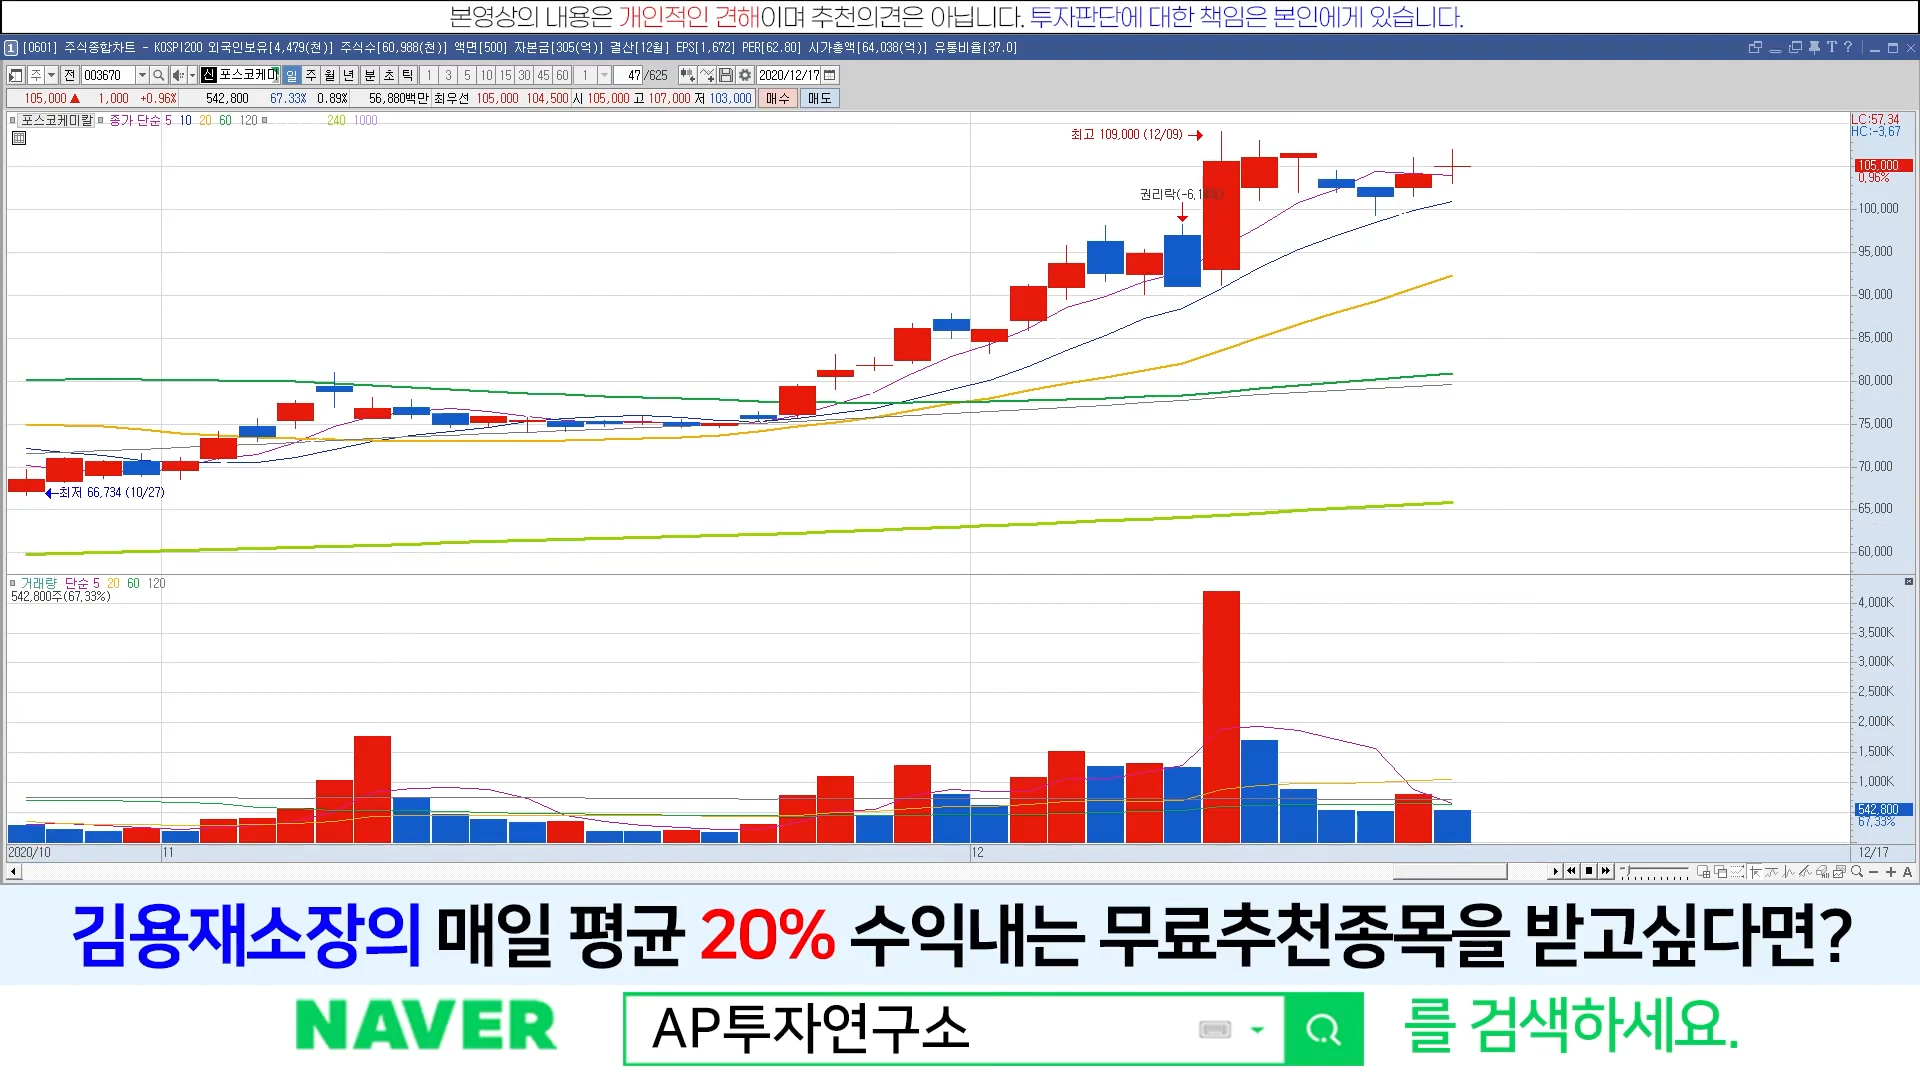 본영상의 내용은 개인적인 견해이며 추천의견은 아닙니다. 투자판단에 대한 책임은 본인에게 있습니다.
1 [0601] 주식종합차트 - KOSPI200 외국인보유[4,479(천)] 주식수[60,988(천)] 액면[500] 자본금[305(억)] 결산[12월] EPS[1,672] PER[62.80] 시가총액[64,038(억)] 유통비율[37.0] T ?
주 전 003670 신 포스코케미 일 주 월 년 분 초 틱 1 3 5 10 15 30 45 60 1 47 /625 2020/12/17
105,000 ▲ 1,000 +0.96% 542,800 67.33% 0.89% 56,880백만 최우선 105,000 104,500 시 105,000 고 107,000 저 103,000 매수 매도
포스코케미칼 종가 단순 5 10 20 60 120 240 1000
LC:57.34
HC:-3.67
최고 109,000 (12/09)
105,000
0.96%
권리락(-6.1
100,000
95,000
90,000
85,000
80,000
75,000
70,000
최저 66,734 (10/27)
65,000
60,000
거래량 단순 5 20 60 120
542,800주(67.33%)
4,000K
3,500K
3,000K
2,500K
2,000K
1,500K
1,000K
542,800
67.33%
2020/10 11 12 12/17
A
김용재소장의 매일 평균 20% 수익내는 무료추천종목을 받고싶다면?
NAVER AP투자연구소 를 검색하세요.